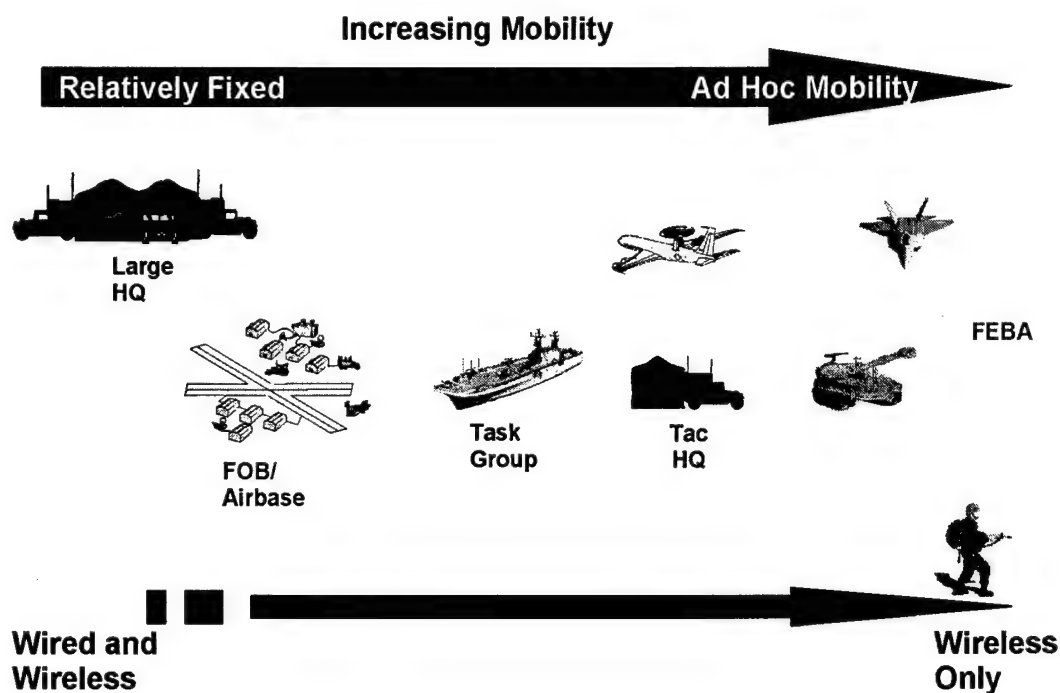 Increasing Mobility
Relatively Fixed
Ad Hoc Mobility
Large
HQ
FEBA
FOB/
Airbase
Task
Group
Tac
HQ
Wired and
Wireless
Wireless
Only